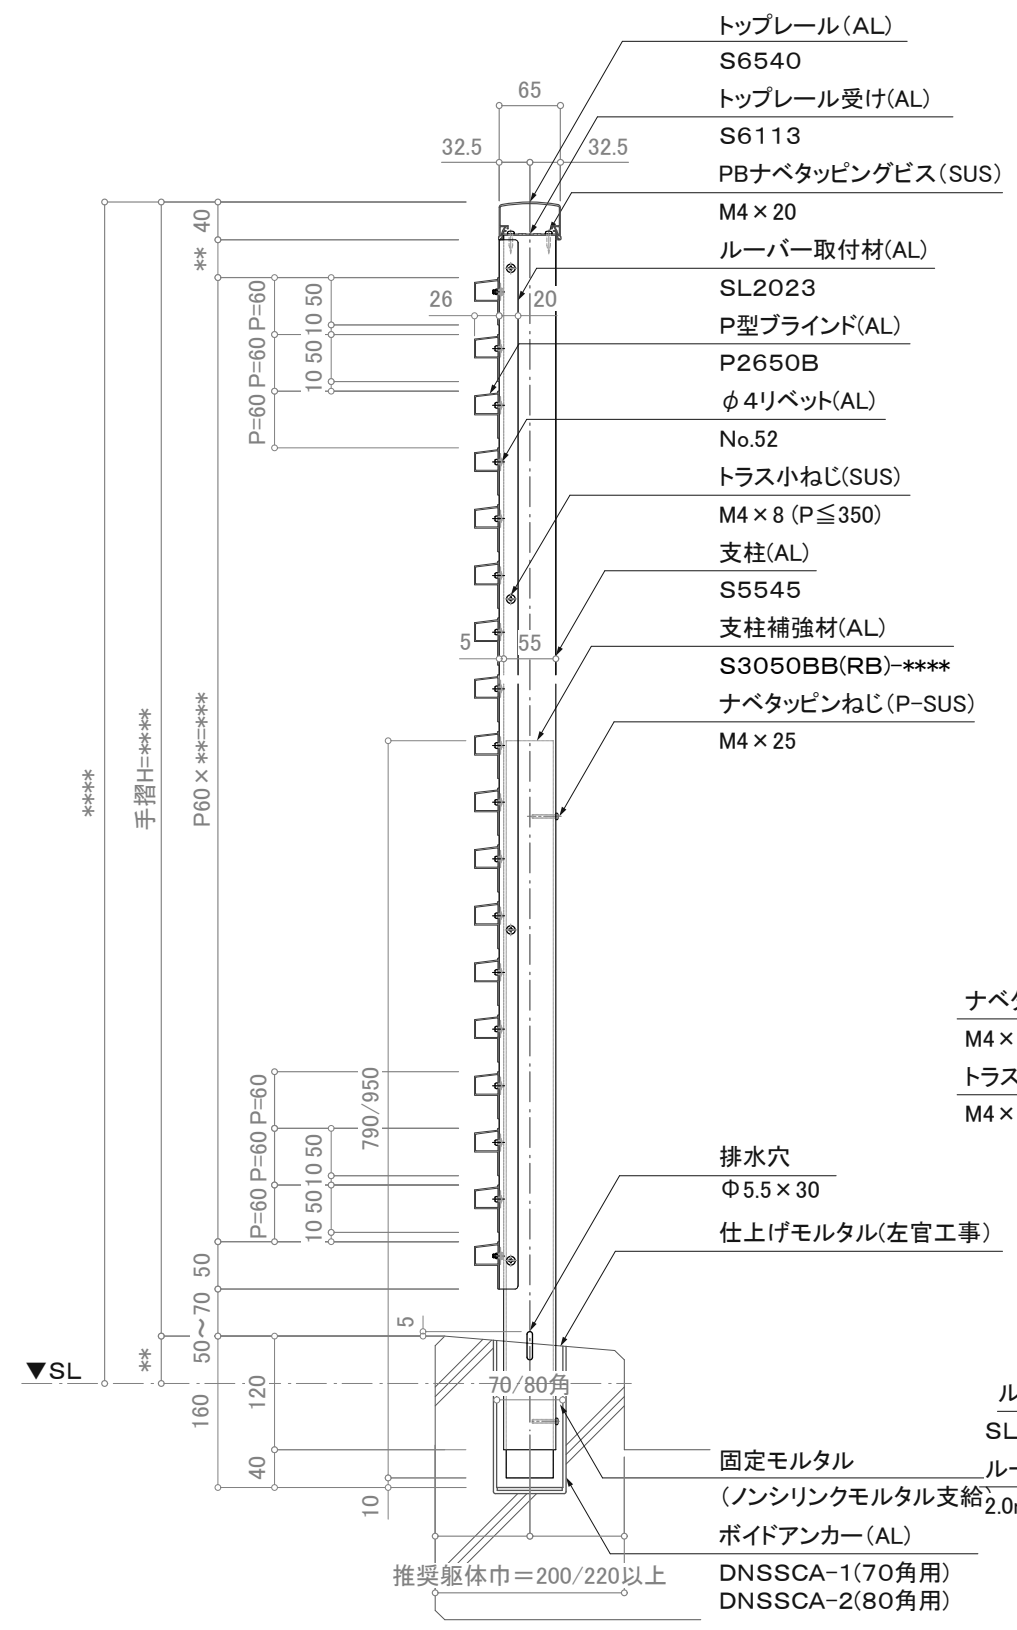 トップレール（AL）
S6540
トップレール受け(AL)
S6113
PBナベタッピングビス（SUS）
M4×20
ルーバー取付材(AL)
SL2023
P型ブラインド(AL)
P2650B
φ4リベット(AL)
No.52
トラス小ねじ(SUS)
M4×8 (P≦350)
支柱(AL)
S5545
支柱補強材(AL)
S3050BB(RB)-****
ナベタッピンねじ（P-SUS）
M4×25
65
32.5
32.5
40
**
26
20
P=60 P=60 P=60
10 50 10 50
5
55
****
手摺H=****
P60×**=***
790/950
P=60 P=60 P=60
10 50 10 50
50
50～70
5
**
▼SL
160
120
40
10
70/80角
推奨躯体巾＝200/220以上
排水穴
Φ5.5×30
仕上げモルタル(左官工事)
固定モルタル
（ノンシリンクモルタル支給）
ボイドアンカー（AL）
DNSSCA-1(70角用)
DNSSCA-2(80角用)
M4×
トラス
M4×
SL